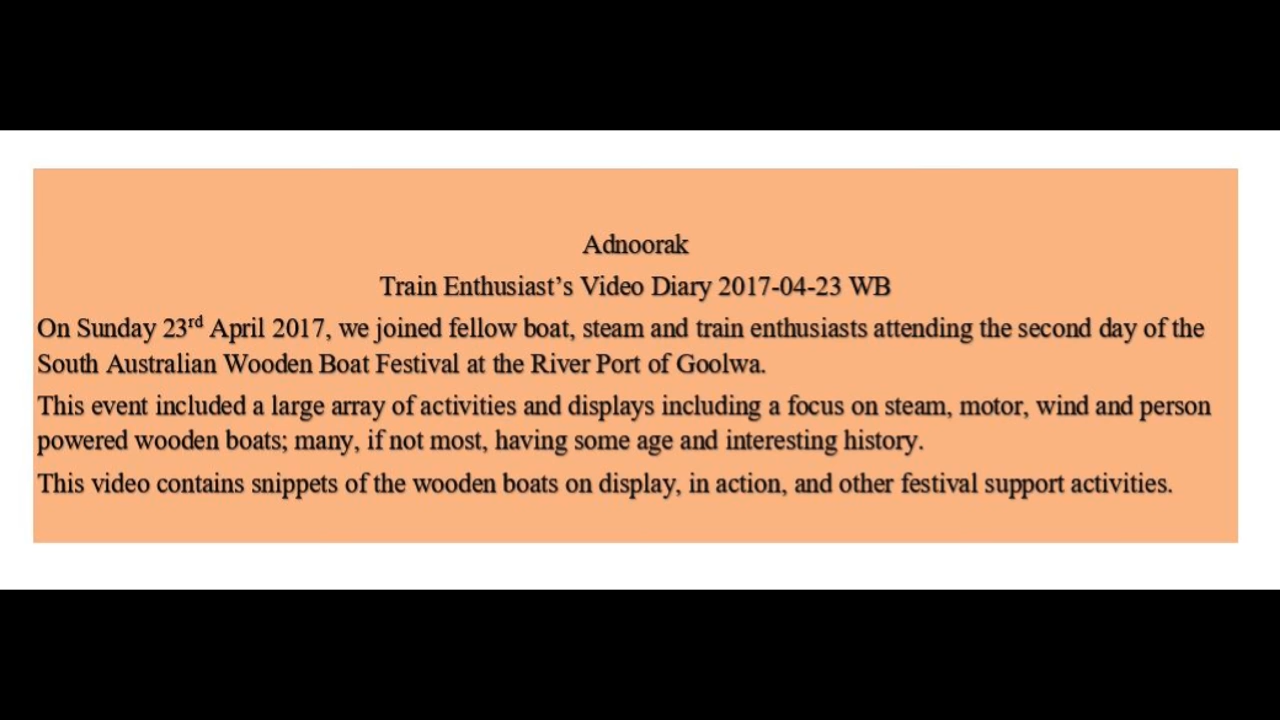 Adnoorak
Train Enthusiast’s Video Diary 2017-04-23 WB
On Sunday 23rd April 2017, we joined fellow boat, steam and train enthusiasts attending the second day of the
South Australian Wooden Boat Festival at the River Port of Goolwa.
This event included a large array of activities and displays including a focus on steam, motor, wind and person
powered wooden boats; many, if not most, having some age and interesting history.
This video contains snippets of the wooden boats on display, in action, and other festival support activities.